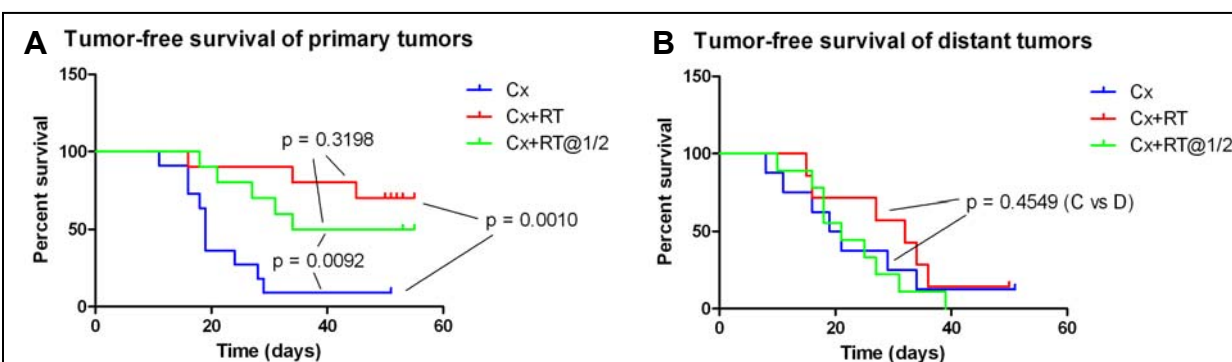 A Tumor-free survival of primary tumors
150
100
50
0
Percent survival
0 20 40 60
Time (days)
Cx
Cx+RT
Cx+RT@1/2
p = 0.3198
p = 0.0010
p = 0.0092
B Tumor-free survival of distant tumors
150
100
50
0
Percent survival
0 20 40 60
Time (days)
Cx
Cx+RT
Cx+RT@1/2
p = 0.4549 (C vs D)